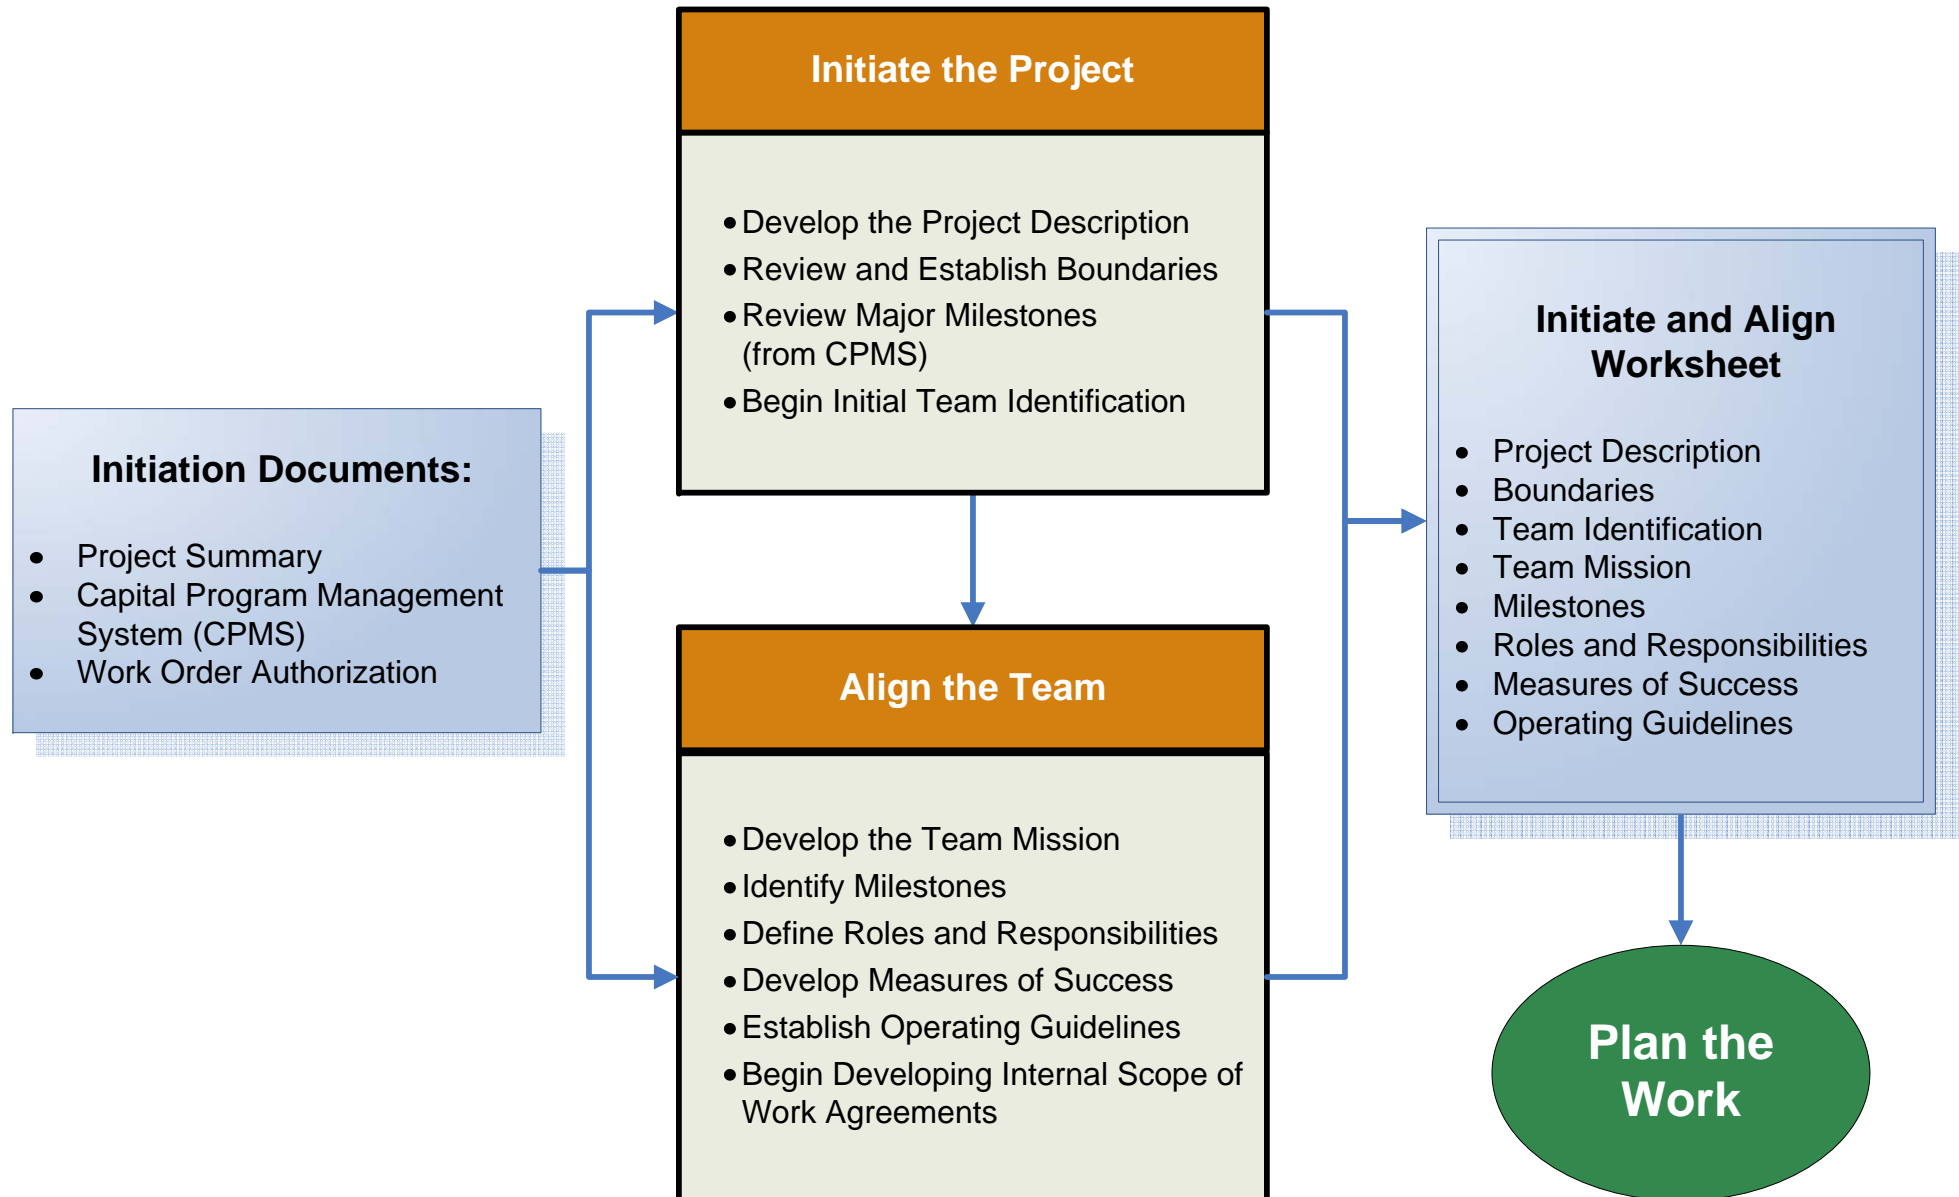 Initiate the Project
• Develop the Project Description
• Review and Establish Boundaries
• Review Major Milestones
(from CPMS)
• Begin Initial Team Identification
Initiation Documents:
• Project Summary
• Capital Program Management
System (CPMS)
• Work Order Authorization
Align the Team
• Develop the Team Mission
• Identify Milestones
• Define Roles and Responsibilities
• Develop Measures of Success
• Establish Operating Guidelines
• Begin Developing Internal Scope of
Work Agreements
Initiate and Align
Worksheet
• Project Description
• Boundaries
• Team Identification
• Team Mission
• Milestones
• Roles and Responsibilities
• Measures of Success
• Operating Guidelines
Plan the
Work